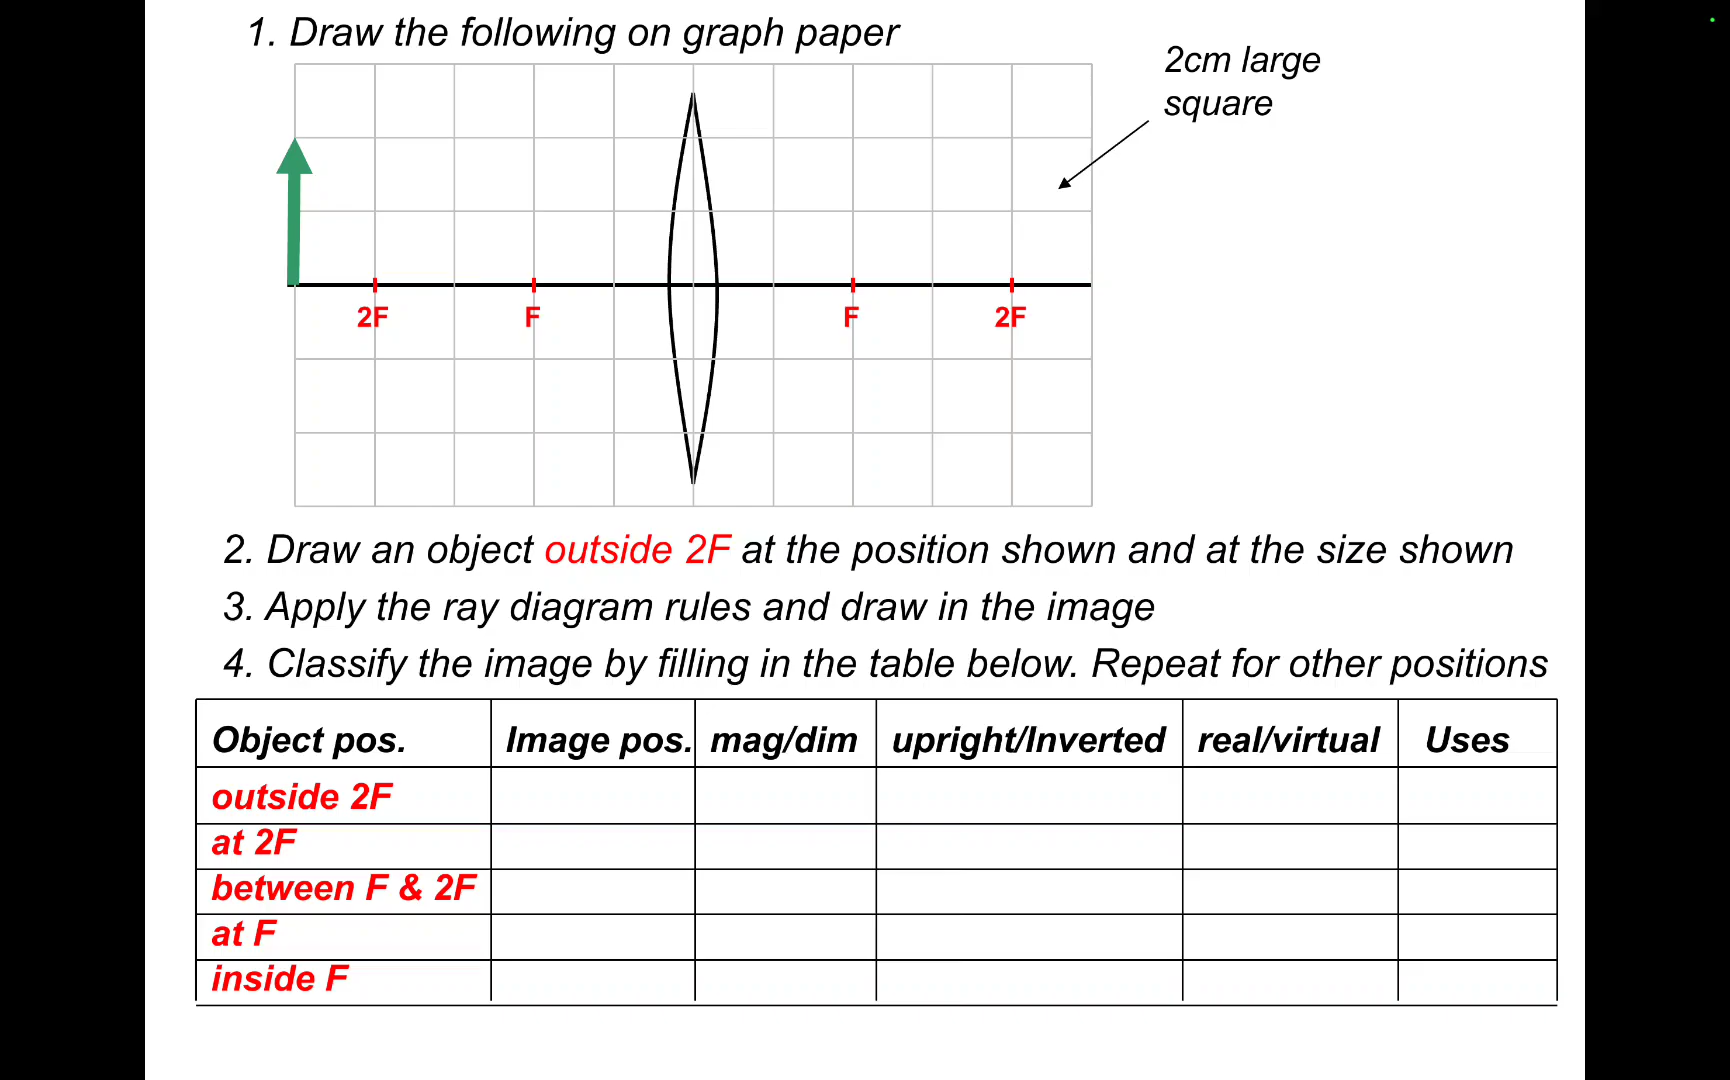 1. Draw the following on graph paper
2cm large
square
2F F F 2F
2. Draw an object outside 2F at the position shown and at the size shown
3. Apply the ray diagram rules and draw in the image
4. Classify the image by filling in the table below. Repeat for other positions
Object pos. Image pos. mag/dim upright/Inverted real/virtual Uses
outside 2F
at 2F
between F & 2F
at F
inside F